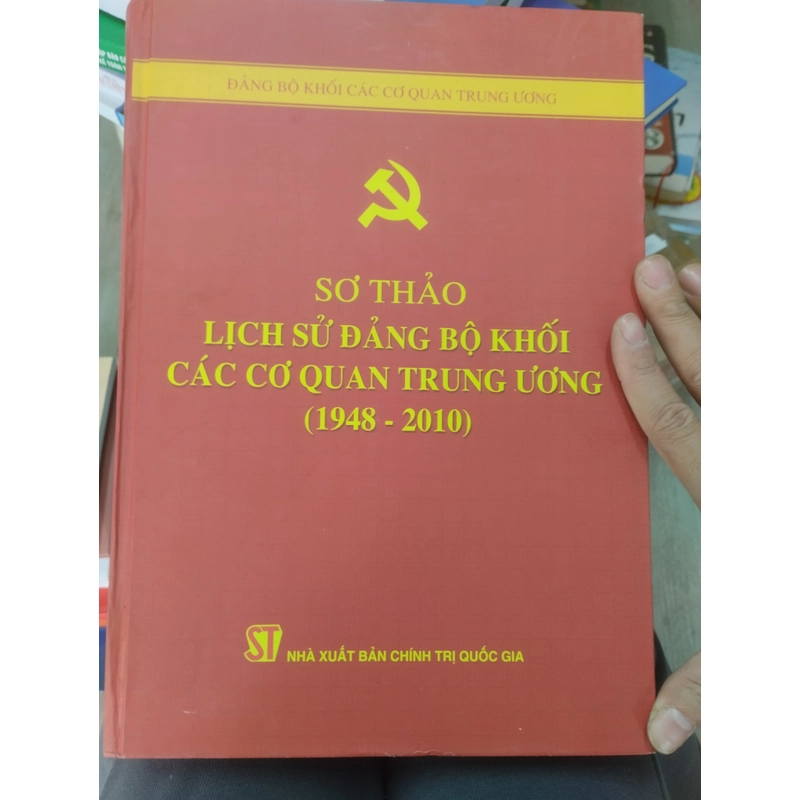 ĐẢNG BỘ KHỐI CÁC CƠ QUAN TRUNG ƯƠNG
SƠ THẢO
LỊCH SỬ ĐẢNG BỘ KHỐI
CÁC CƠ QUAN TRUNG ƯƠNG
(1948 - 2010)
ST NHÀ XUẤT BẢN CHÍNH TRỊ QUỐC GIA